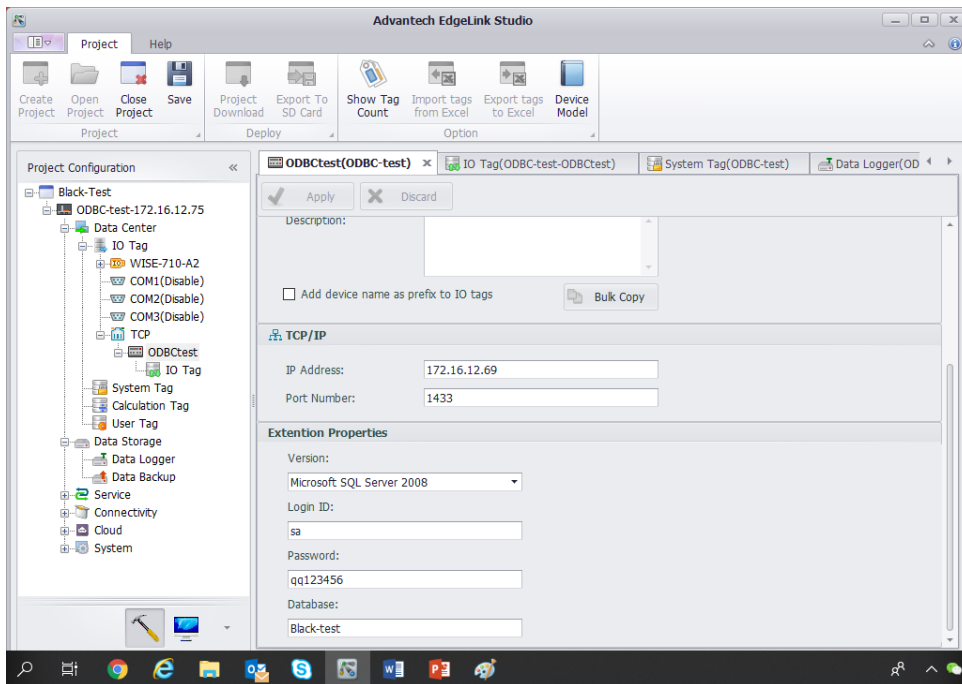 Advantech EdgeLink Studio
Project
Help
Create Project
Open Project
Close Project
Save
Project Download
Export To SD Card
Show Tag Count
Import tags from Excel
Export tags to Excel
Device Model
Project
Deploy
Option
Project Configuration
Black-Test
ODBC-test-172.16.12.75
Data Center
IO Tag
WISE-710-A2
COM1(Disable)
COM2(Disable)
COM3(Disable)
TCP
ODBCtest
IO Tag
System Tag
Calculation Tag
User Tag
Data Storage
Data Logger
Data Backup
Service
Connectivity
Cloud
System
ODBCtest(ODBC-test)
IO Tag(ODBC-test-ODBCtest)
System Tag(ODBC-test)
Data Logger(OD
Apply
Discard
Description:
Add device name as prefix to IO tags
Bulk Copy
TCP/IP
IP Address:
172.16.12.69
Port Number:
1433
Extention Properties
Version:
Microsoft SQL Server 2008
Login ID:
sa
Password:
qq123456
Database:
Black-test